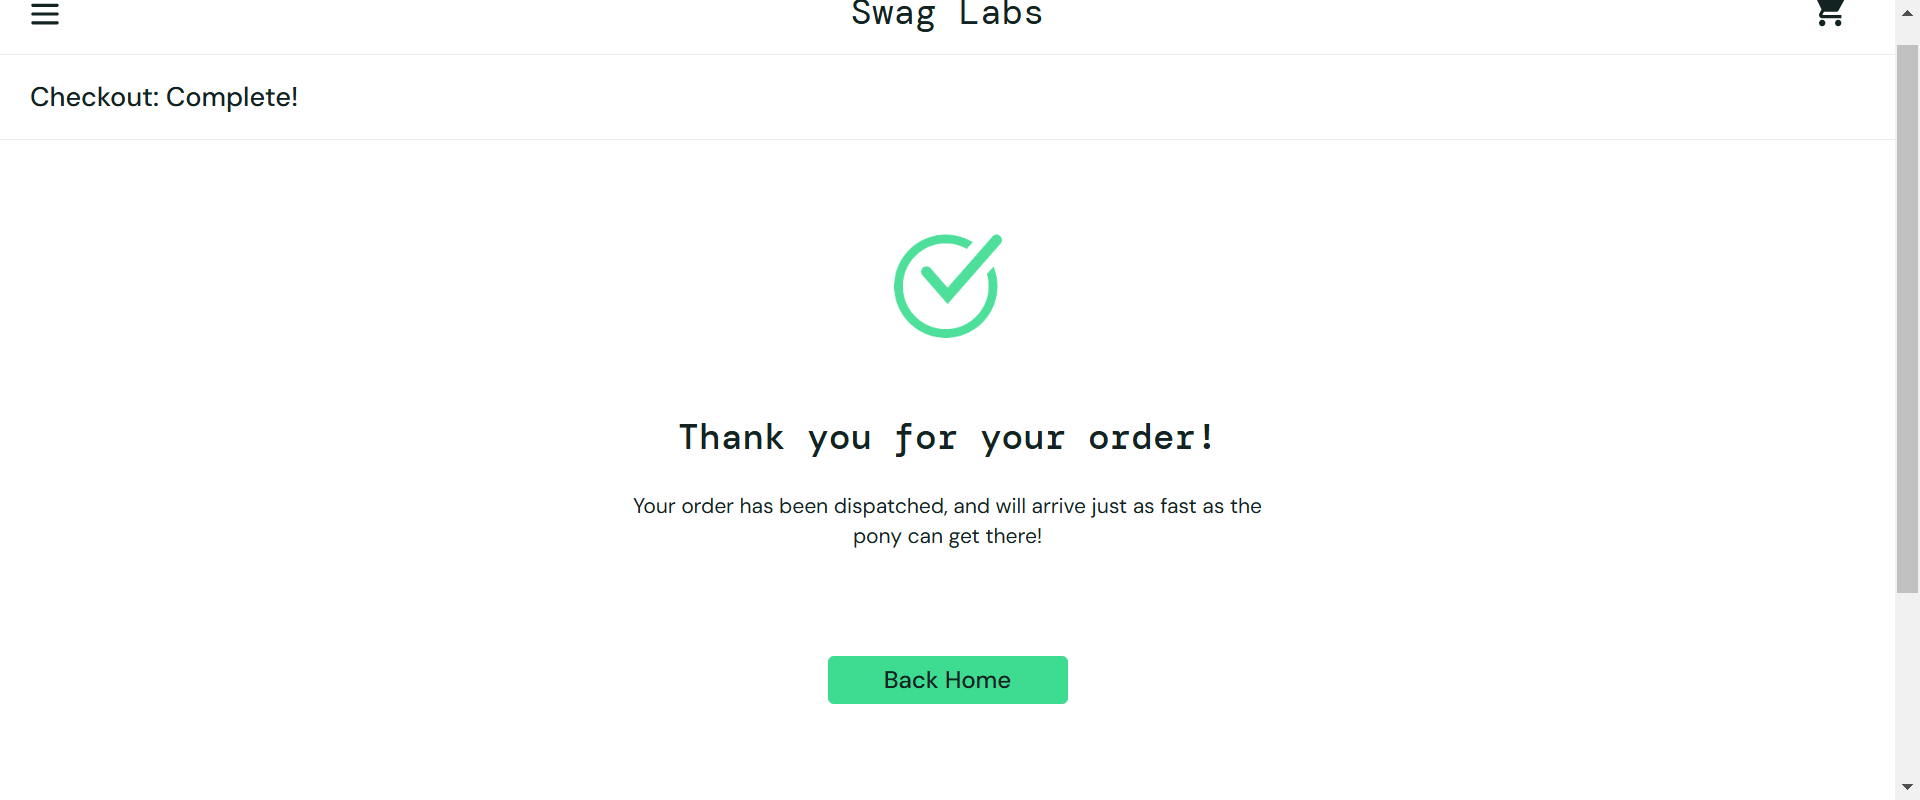 Swag Labs
Checkout: Complete!
Thank you for your order!
Your order has been dispatched, and will arrive just as fast as the
pony can get there!
Back Home